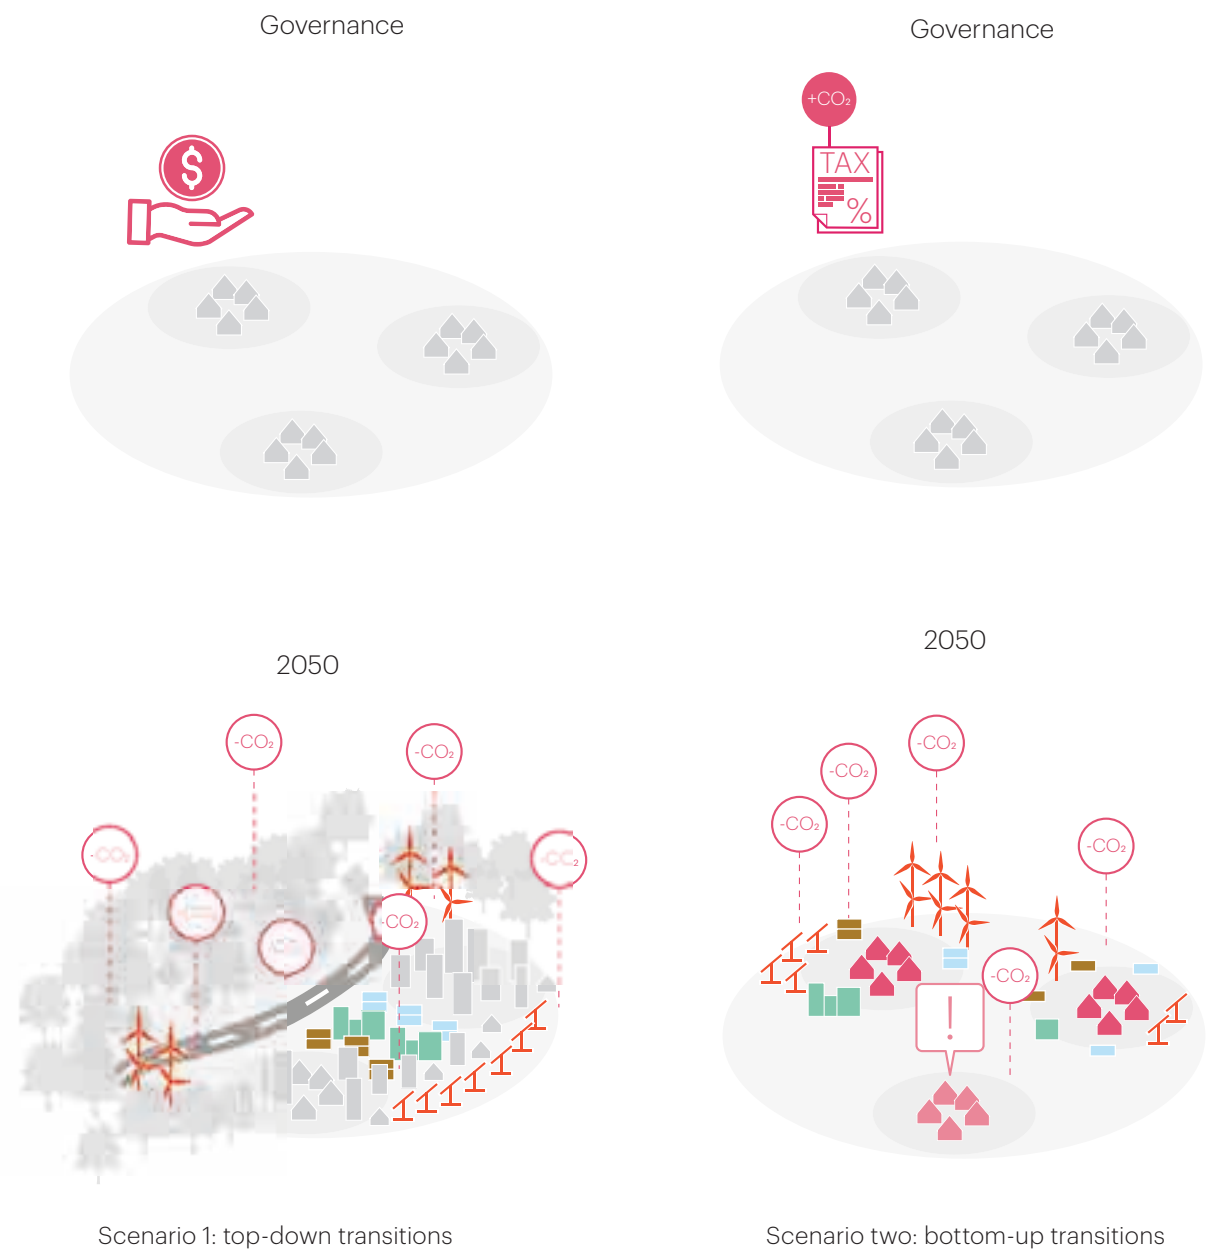 Governance
Governance
+CO₂
TAX
%
$
2050
2050
-CO₂
-CO₂
-CO₂
-CO₂
-CO₂
-CO₂
-CO₂
-CO₂
-CO₂
!
Scenario 1: top-down transitions
Scenario two: bottom-up transitions